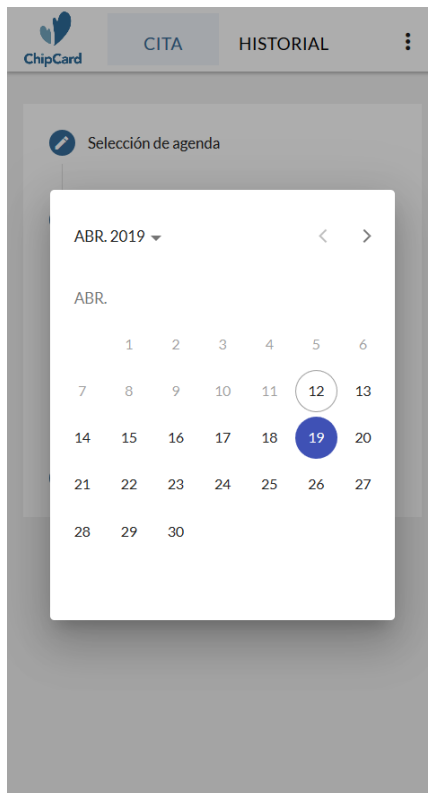 ChipCard
CITA HISTORIAL
Selección de agenda
ABR. 2019
ABR.
1 2 3 4 5 6
7 8 9 10 11 12 13
14 15 16 17 18 19 20
21 22 23 24 25 26 27
28 29 30